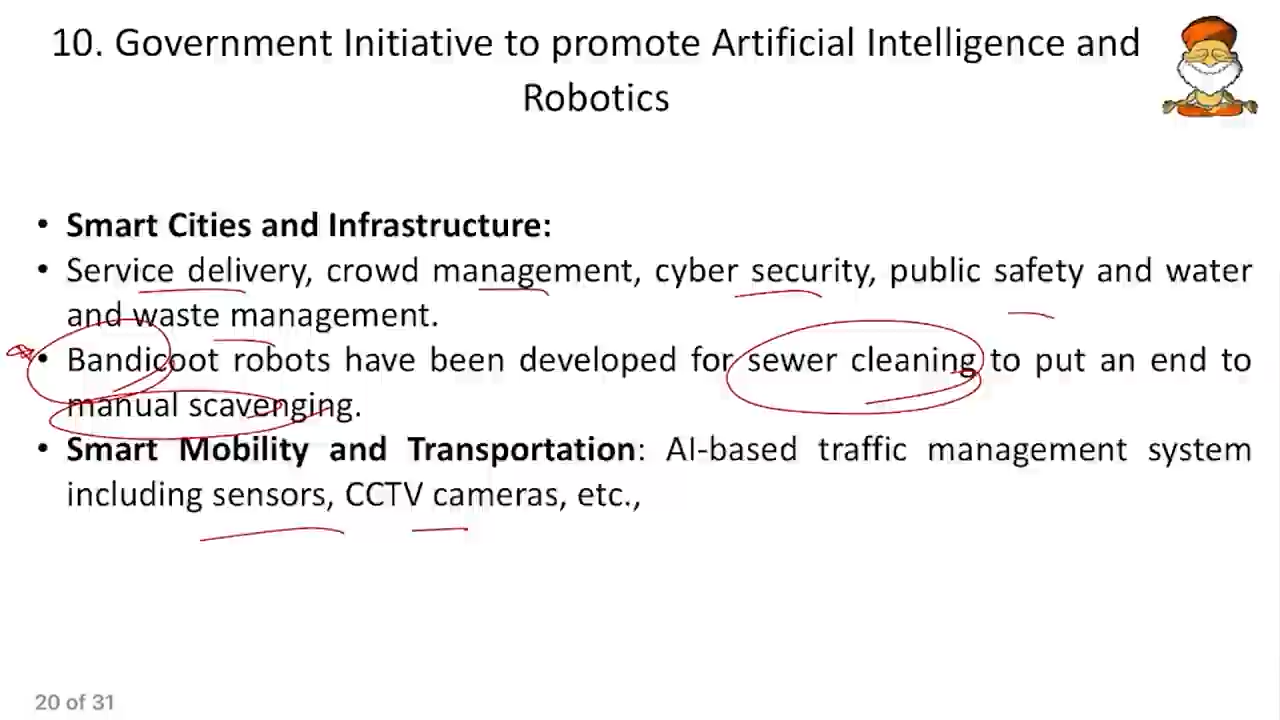 10. Government Initiative to promote Artificial Intelligence and
Robotics
• Smart Cities and Infrastructure:
• Service delivery, crowd management, cyber security, public safety and water
and waste management.
• Bandicoot robots have been developed for sewer cleaning to put an end to
manual scavenging.
• Smart Mobility and Transportation: AI-based traffic management system
including sensors, CCTV cameras, etc.,
20 of 31